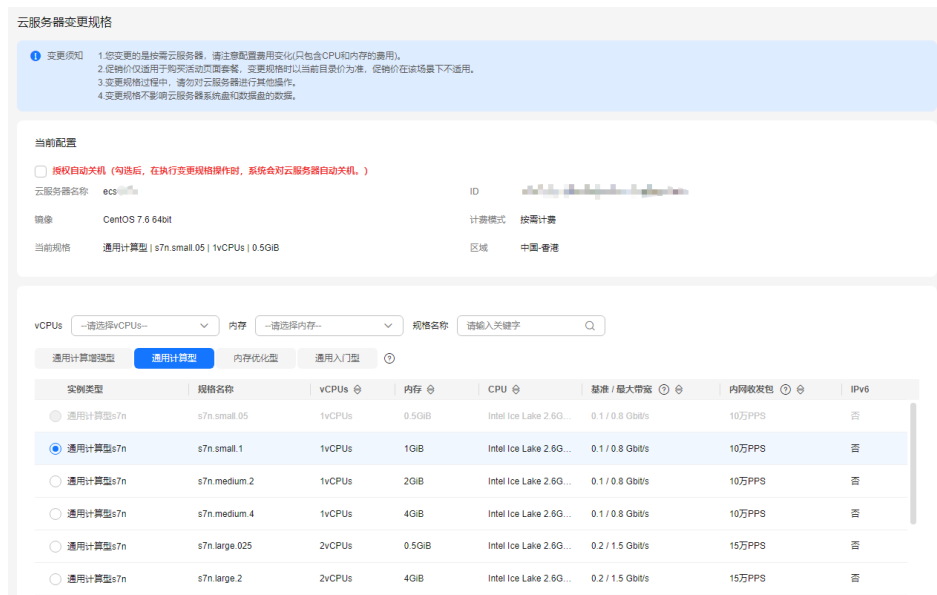 云服务器变更规格
变更须知 1.您变更的是按需云服务器，请注意配置费用变化(只包含CPU和内存的费用)。
2.促销价仅适用于购买活动页面套餐，变更规格时以当前目录价为准，促销价在该场景下不适用。
3.变更规格过程中，请勿对云服务器进行其他操作。
4.变更规格不影响云服务器系统盘和数据盘的数据。
当前配置
授权自动关机（勾选后，在执行变更规格操作时，系统会对云服务器自动关机。）
云服务器名称 ecs ID
镜像 CentOS 7.6 64bit 计费模式 按需计费
当前规格 通用计算型 | s7n.small.05 | 1vCPUs | 0.5GiB 区域 中国-香港
vCPUs --请选择vCPUs-- 内存 --请选择内存-- 规格名称 请输入关键字
通用计算增强型 通用计算型 内存优化型 通用入门型
实例类型 规格名称 vCPUs 内存 CPU 基准 / 最大带宽 内网收发包 IPv6
通用计算型s7n s7n.small.05 1vCPUs 0.5GiB Intel Ice Lake 2.6G... 0.1 / 0.8 Gbit/s 10万PPS 否
通用计算型s7n s7n.small.1 1vCPUs 1GiB Intel Ice Lake 2.6G... 0.1 / 0.8 Gbit/s 10万PPS 否
通用计算型s7n s7n.medium.2 1vCPUs 2GiB Intel Ice Lake 2.6G... 0.1 / 0.8 Gbit/s 10万PPS 否
通用计算型s7n s7n.medium.4 1vCPUs 4GiB Intel Ice Lake 2.6G... 0.1 / 0.8 Gbit/s 10万PPS 否
通用计算型s7n s7n.large.025 2vCPUs 0.5GiB Intel Ice Lake 2.6G... 0.2 / 1.5 Gbit/s 15万PPS 否
通用计算型s7n s7n.large.2 2vCPUs 4GiB Intel Ice Lake 2.6G... 0.2 / 1.5 Gbit/s 15万PPS 否